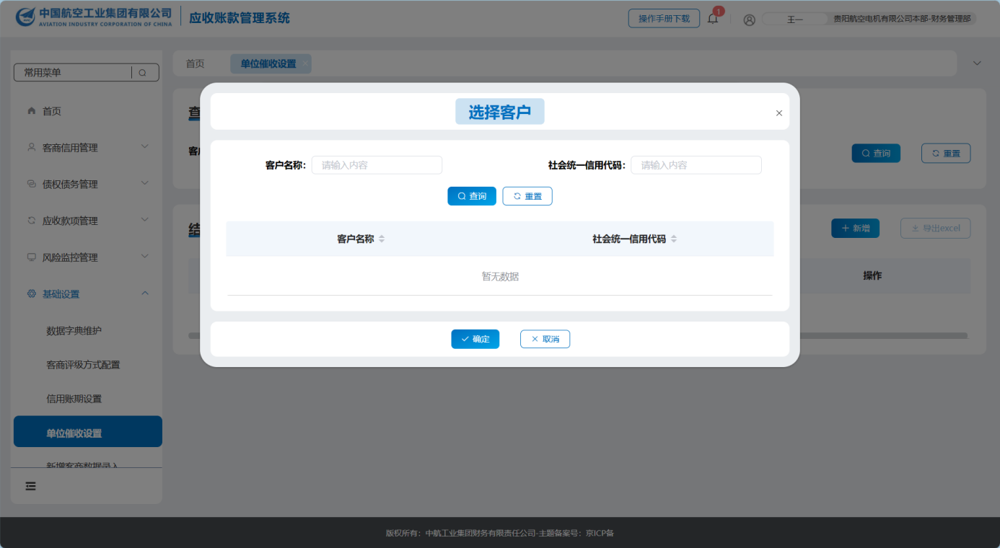 中国航空工业集团有限公司
AVIATION INDUSTRY CORPORATION OF CHINA
应收账款管理系统
操作手册下载
1
王一
贵阳航空电机有限公司本部-财务管理部
常用菜单
首页
单位催收设置
首页
客商信用管理
债权债务管理
应收款项管理
风险监控管理
基础设置
数据字典维护
客商评级方式配置
信用账期设置
单位催收设置
新增客商数据录入
查
客户
查询
重置
结
新增
导出excel
操作
选择客户
客户名称：
请输入内容
社会统一信用代码：
请输入内容
查询
重置
客户名称
社会统一信用代码
暂无数据
确定
取消
版权所有：中航工业集团财务有限责任公司-主题备案号：京ICP备